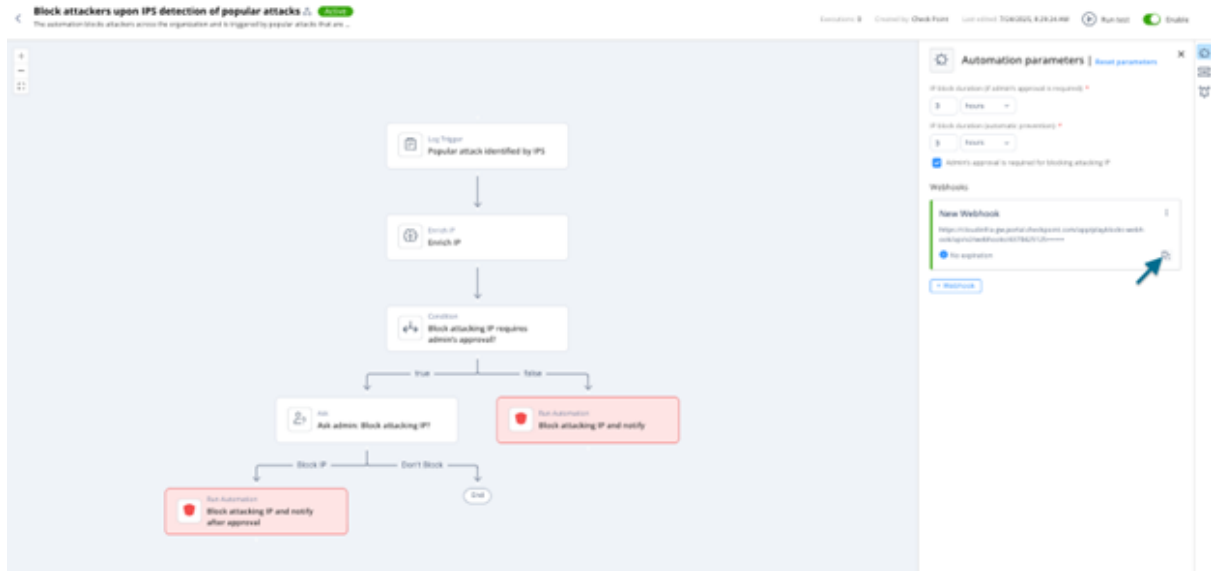 Block attackers upon IPS detection of popular attacks Active
The automation blocks attackers across the organization and is triggered by popular attacks that are ...
Executions: 0 Created by: Check Point Last edited: 7/24/2025, 8:29:24 AM Run test Enable
Log Trigger
Popular attack identified by IPS
Enrich IP
Enrich IP
Condition
Block attacking IP requires
admin's approval?
true
false
Ask
Ask admin: Block attacking IP?
Run Automation
Block attacking IP and notify
Block IP
Don't Block
End
Run Automation
Block attacking IP and notify
after approval
Automation parameters | Reset parameters
IP block duration (if admin's approval is required) *
3 hours
IP block duration (automatic prevention) *
3 hours
Admin's approval is required for blocking attacking IP
Webhooks
New Webhook
No expiration
+ Webhook